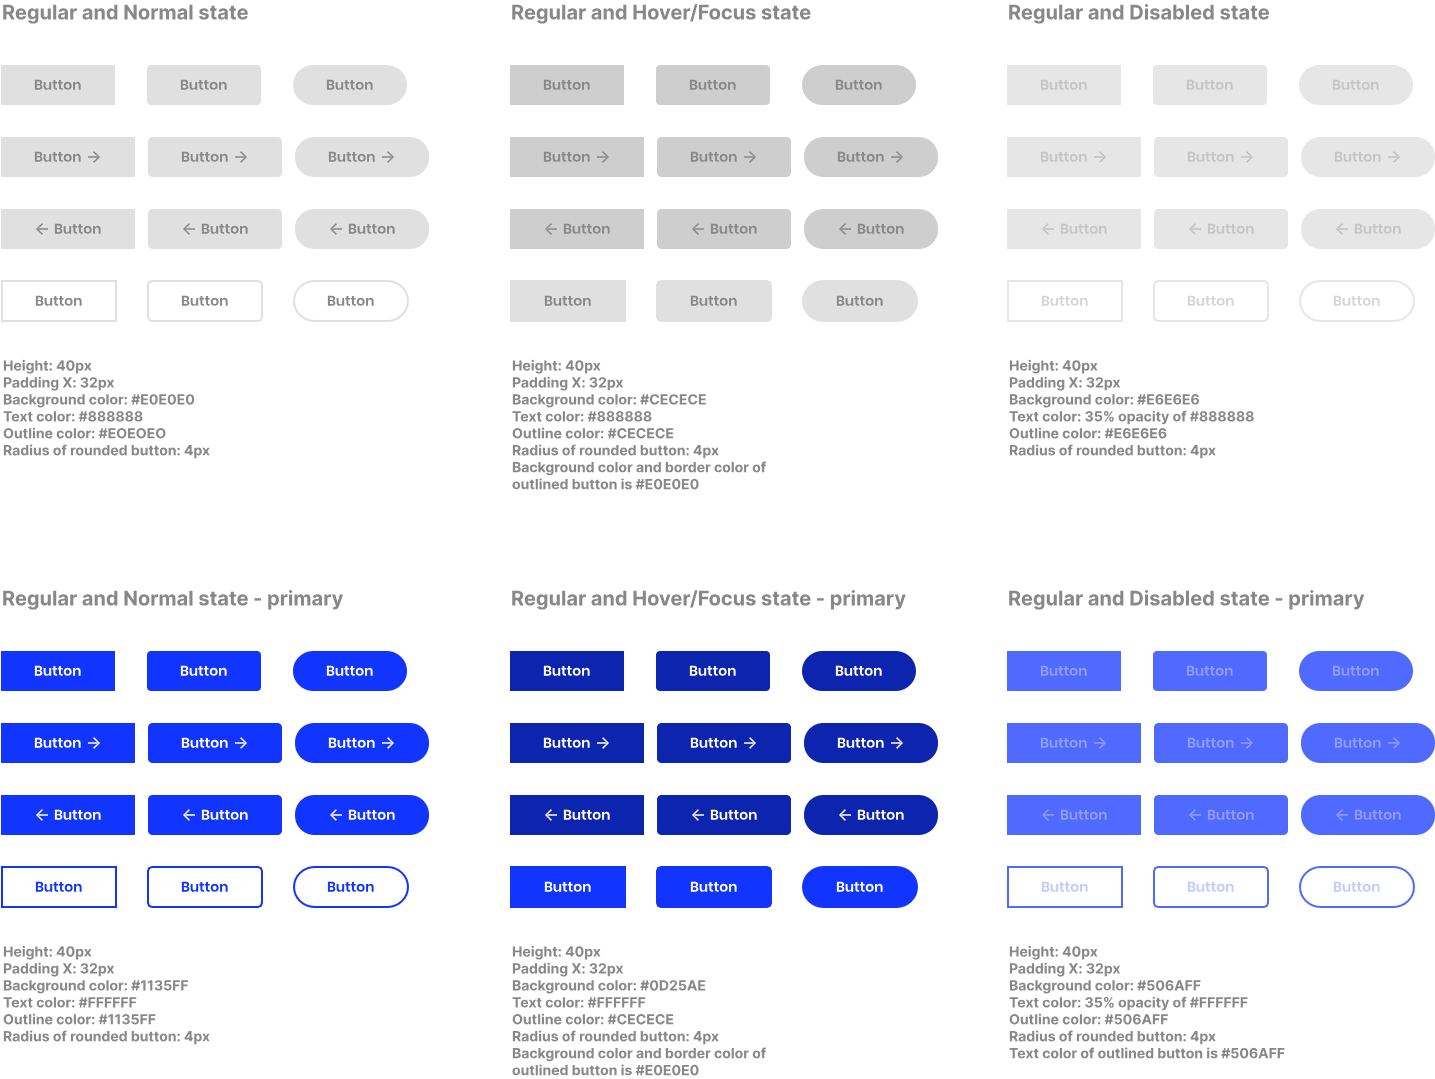 Regular and Normal state
Button Button Button
Button Button Button
Button Button Button
Button Button Button
Height: 40px
Padding X: 32px
Background color: #E0E0E0
Text color: #888888
Outline color: #EOEOEO
Radius of rounded button: 4px
Regular and Hover/Focus state
Button Button Button
Button Button Button
Button Button Button
Button Button Button
Height: 40px
Padding X: 32px
Background color: #CECECE
Text color: #888888
Outline color: #CECECE
Radius of rounded button: 4px
Background color and border color of
outlined button is #E0E0E0
Regular and Disabled state
Button Button Button
Button Button Button
Button Button Button
Button Button Button
Height: 40px
Padding X: 32px
Background color: #E6E6E6
Text color: 35% opacity of #888888
Outline color: #E6E6E6
Radius of rounded button: 4px
Regular and Normal state - primary
Button Button Button
Button Button Button
Button Button Button
Button Button Button
Height: 40px
Padding X: 32px
Background color: #1135FF
Text color: #FFFFFF
Outline color: #1135FF
Radius of rounded button: 4px
Regular and Hover/Focus state - primary
Button Button Button
Button Button Button
Button Button Button
Button Button Button
Height: 40px
Padding X: 32px
Background color: #0D25AE
Text color: #FFFFFF
Outline color: #CECECE
Radius of rounded button: 4px
Background color and border color of
outlined button is #E0E0E0
Regular and Disabled state - primary
Button Button Button
Button Button Button
Button Button Button
Button Button Button
Height: 40px
Padding X: 32px
Background color: #506AFF
Text color: 35% opacity of #FFFFFF
Outline color: #506AFF
Radius of rounded button: 4px
Text color of outlined button is #506AFF